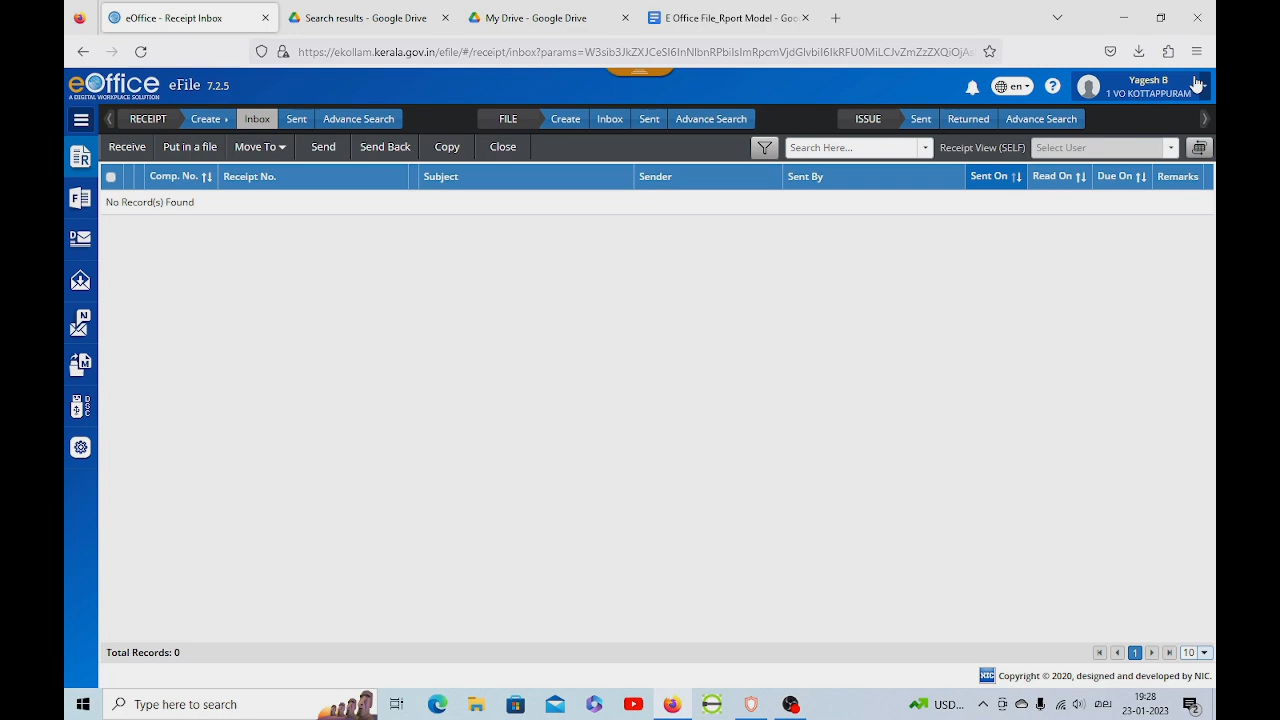 eOffice - Receipt Inbox
Search results - Google Drive
My Drive - Google Drive
E Office File_Rport Model - Goo
https://ekollam.kerala.gov.in/efile/#/receipt/inbox?params=
eOffice
A DIGITAL WORKPLACE SOLUTION
eFile 7.2.5
en
Yagesh B
1 VO KOTTAPPURAM
RECEIPT Create Inbox Sent Advance Search
FILE Create Inbox Sent Advance Search
ISSUE Sent Returned Advance Search
Receive Put in a file Move To Send Send Back Copy Close
Search Here...
Receipt View (SELF)
Select User
Comp. No. Receipt No. Subject Sender Sent By Sent On Read On Due On Remarks
No Record(s) Found
R
F
D
N
M
DSC
Total Records: 0
1
10
NIC Copyright © 2020, designed and developed by NIC.
Type here to search
USD...
19:28
23-01-2023
2